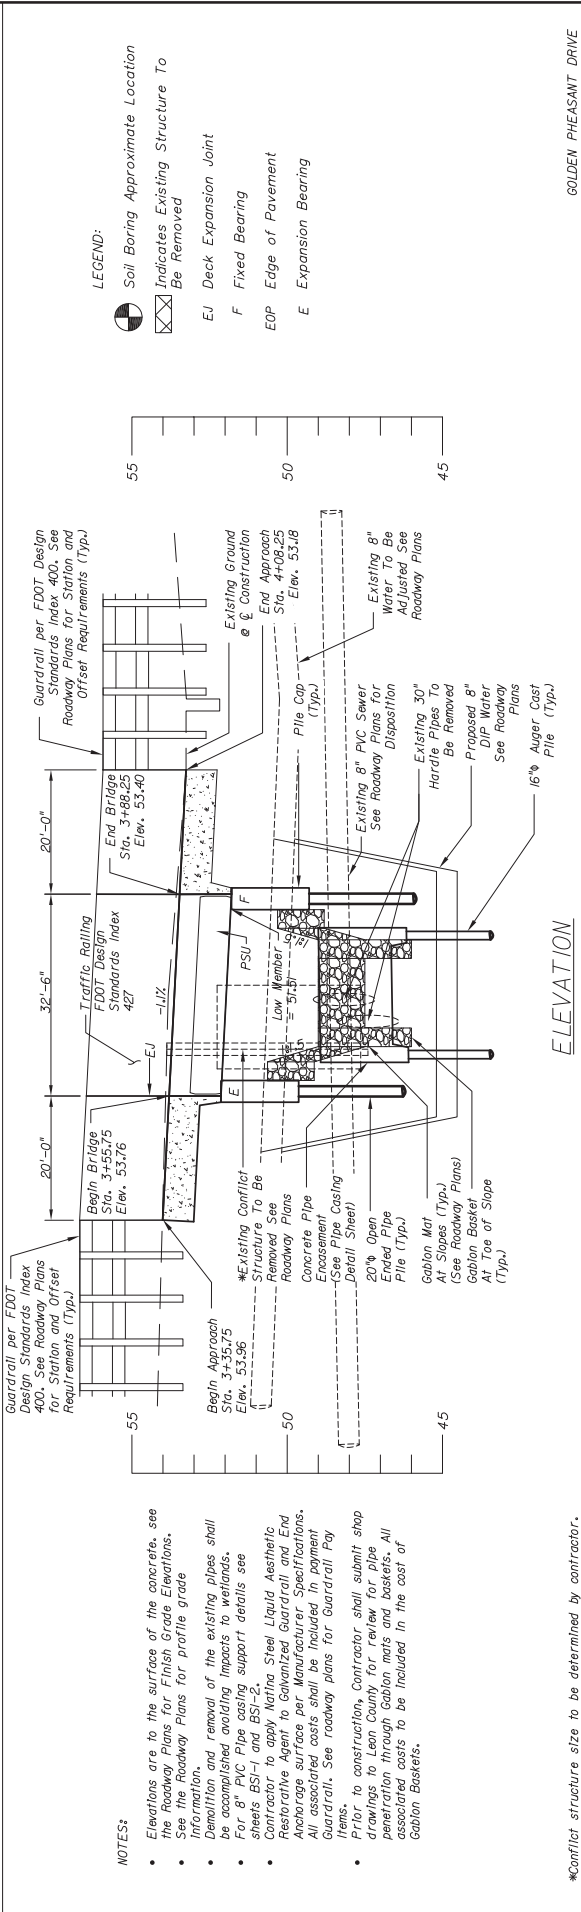 NOTES:
• Elevations are to the surface of the concrete. see
the Roadway Plans for Finish Grade Elevations.
• See the Roadway Plans for profile grade
information.
• Demolition and removal of the existing pipes shall
be accomplished avoiding impacts to wetlands.
• For 8" PVC Pipe casing support details see
sheets BS1-1 and BS1-2.
• Contractor to apply Natina Steel Liquid Aesthetic
Restorative Agent to Galvanized Guardrail and End
Anchorage surface per Manufacturer Specifications.
All associated costs shall be included in payment
Guardrail. See roadway plans for Guardrail Pay
Items.
• Prior to construction, Contractor shall submit shop
drawings to Leon County for review for pipe
penetration through Gabion mats and baskets. All
associated costs to be included in the cost of
Gabion Baskets.
*Conflict structure size to be determined by contractor.
55
50
45
Guardrail per FDOT
Design Standards Index
400. See Roadway Plans
for Station and Offset
Requirements (Typ.)
20'-0"
32'-6"
20'-0"
Begin Bridge
Sta. 3+55.75
Elev. 53.76
EJ
Traffic Railing
FDOT Design
Standards Index
427
-1.1%
End Bridge
Sta. 3+88.25
Elev. 53.40
Guardrail per FDOT Design
Standards Index 400. See
Roadway Plans for Station and
Offset Requirements (Typ.)
Begin Approach
Sta. 3+35.75
Elev. 53.96
E
PSU
F
Low Member
= 51.51
Pile Cap
(Typ.)
Existing Ground
@ ℄ Construction
End Approach
Sta. 4+08.25
Elev. 53.18
*Existing Conflict
Structure To Be
Removed See
Roadway Plans
Concrete Pipe
Encasement
(See Pipe Casing
Detail Sheet)
20"Φ Open
Ended Pipe
Pile (Typ.)
Gabion Mat
At Slopes (Typ.)
(See Roadway Plans)
Gabion Basket
At Toe of Slope
(Typ.)
Existing 8"
Water To Be
Adjusted See
Roadway Plans
Existing 8" PVC Sewer
See Roadway Plans for
Disposition
Existing 30"
Hardie Pipes To
Be Removed
Proposed 8"
DIP Water
See Roadway
Plans
16"Φ Auger Cast
Pile (Typ.)
55
50
45
ELEVATION
LEGEND:
Soil Boring Approximate Location
Indicates Existing Structure To
Be Removed
EJ Deck Expansion Joint
F Fixed Bearing
EOP Edge of Pavement
E Expansion Bearing
GOLDEN PHEASANT DRIVE